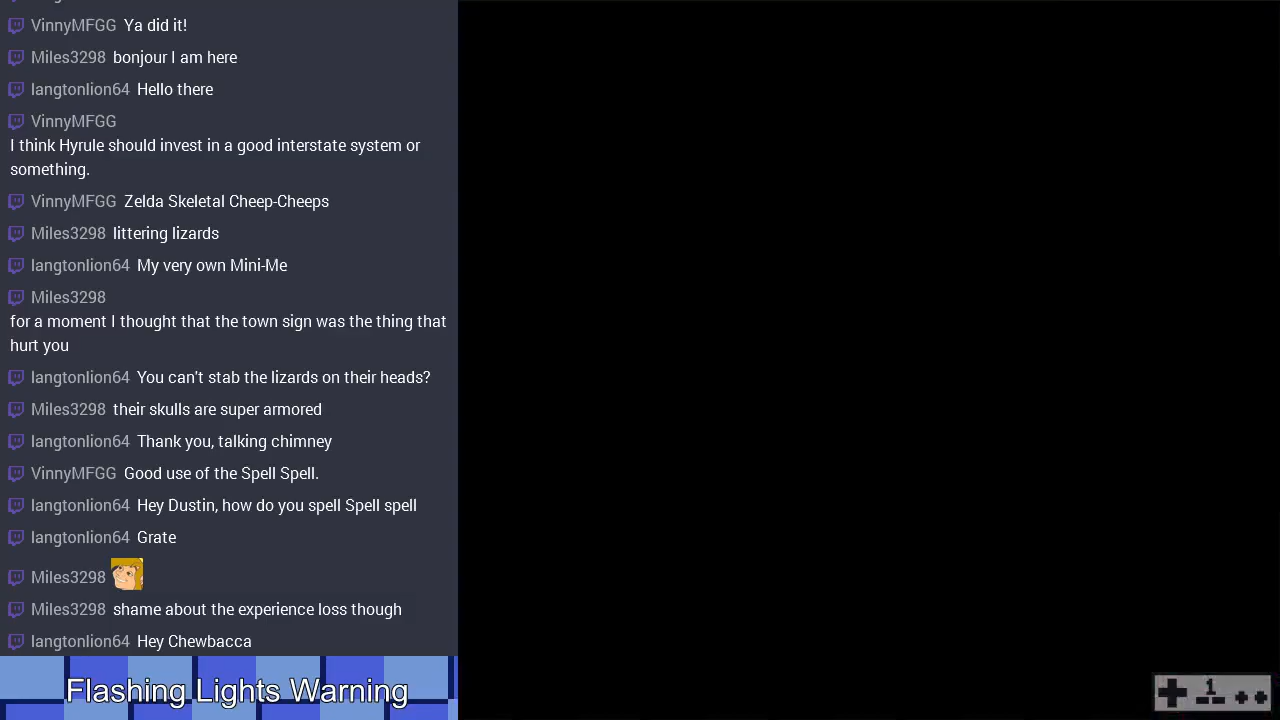 VinnyMFGG Ya did it!
Miles3298 bonjour I am here
langtonlion64 Hello there
VinnyMFGG
I think Hyrule should invest in a good interstate system or
something.
VinnyMFGG Zelda Skeletal Cheep-Cheeps
Miles3298 littering lizards
langtonlion64 My very own Mini-Me
Miles3298
for a moment I thought that the town sign was the thing that
hurt you
langtonlion64 You can't stab the lizards on their heads?
Miles3298 their skulls are super armored
langtonlion64 Thank you, talking chimney
VinnyMFGG Good use of the Spell Spell.
langtonlion64 Hey Dustin, how do you spell Spell spell
langtonlion64 Grate
Miles3298
Miles3298 shame about the experience loss though
langtonlion64 Hey Chewbacca
Flashing Lights Warning
1